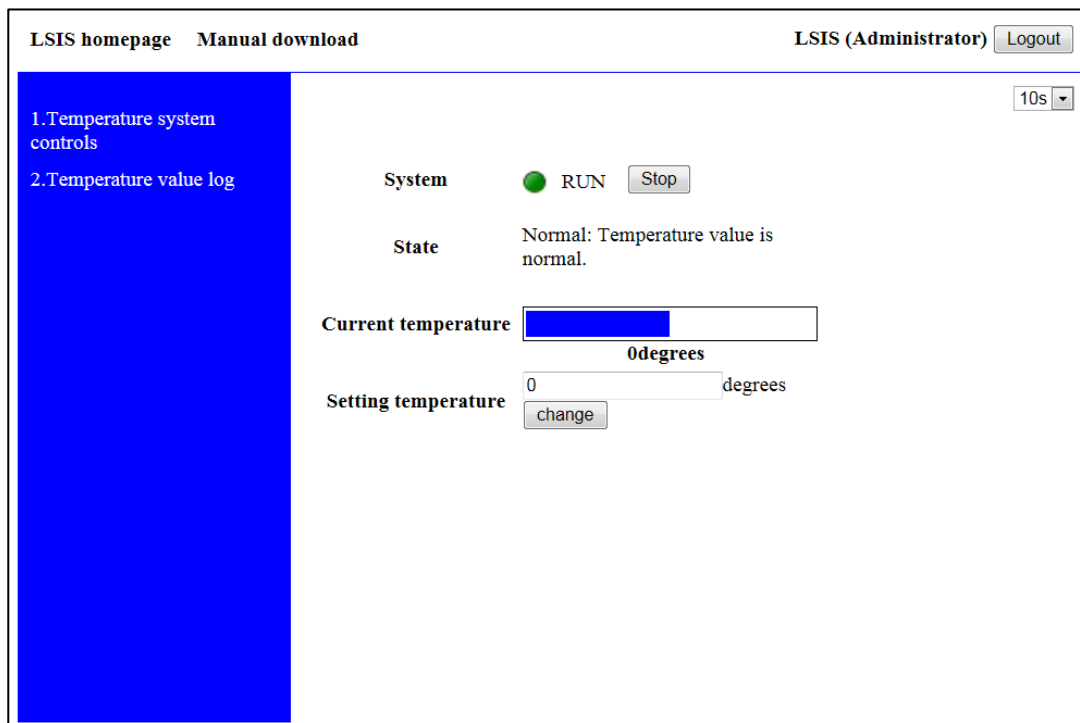 LSIS homepage Manual download LSIS (Administrator) Logout
10s
1.Temperature system
controls
2.Temperature value log
System RUN Stop
State Normal: Temperature value is
normal.
Current temperature
0degrees
Setting temperature 0 degrees
change